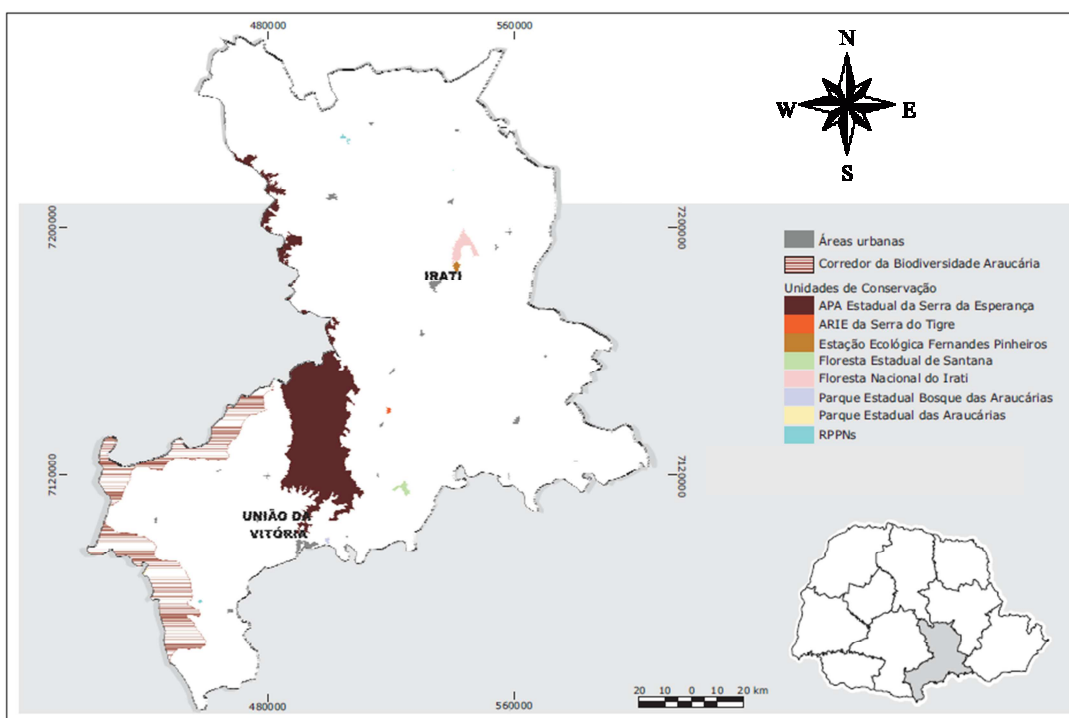 480000
560000
N
W
E
S
7200000
7200000
IRATI
Áreas urbanas
Corredor da Biodiversidade Araucária
Unidades de Conservação
APA Estadual da Serra da Esperança
ARIE da Serra do Tigre
Estação Ecológica Fernandes Pinheiros
Floresta Estadual de Santana
Floresta Nacional do Irati
Parque Estadual Bosque das Araucárias
Parque Estadual das Araucárias
RPPNs
7120000
7120000
UNIÃO DA
VITÓRIA
20 10 0 10 20 km
480000
560000